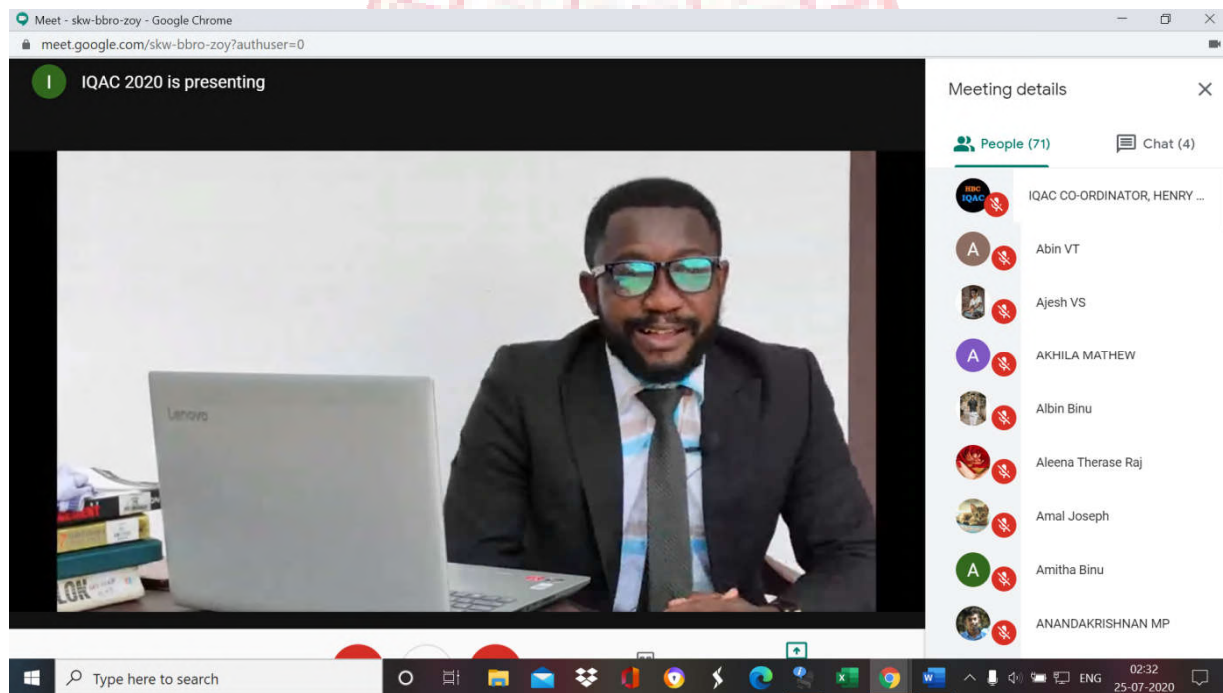 Meet - skw-bbro-zoy - Google Chrome
meet.google.com/skw-bbro-zoy?authuser=0
I
IQAC 2020 is presenting
Meeting details
People (71)
Chat (4)
HBC
IQAC
IQAC CO-ORDINATOR, HENRY ...
A
Abin VT
Ajesh VS
A
AKHILA MATHEW
Albin Binu
Aleena Therase Raj
Amal Joseph
A
Amitha Binu
ANANDAKRISHNAN MP
Lenovo
Type here to search
ENG
02:32
25-07-2020